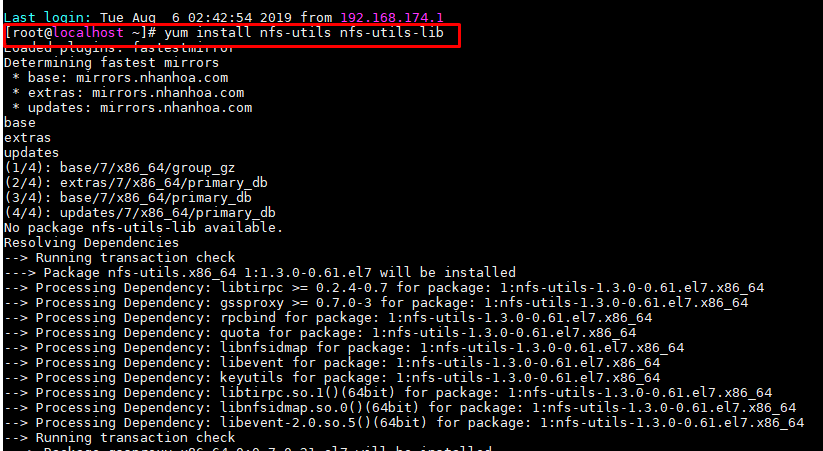 Last login: Tue Aug  6 02:42:54 2019 from 192.168.174.1
[root@localhost ~]# yum install nfs-utils nfs-utils-lib
Loaded plugins: fastestmirror
Determining fastest mirrors
 * base: mirrors.nhanhoa.com
 * extras: mirrors.nhanhoa.com
 * updates: mirrors.nhanhoa.com
base
extras
updates
(1/4): base/7/x86_64/group_gz
(2/4): extras/7/x86_64/primary_db
(3/4): base/7/x86_64/primary_db
(4/4): updates/7/x86_64/primary_db
No package nfs-utils-lib available.
Resolving Dependencies
--> Running transaction check
---> Package nfs-utils.x86_64 1:1.3.0-0.61.el7 will be installed
--> Processing Dependency: libtirpc >= 0.2.4-0.7 for package: 1:nfs-utils-1.3.0-0.61.el7.x86_64
--> Processing Dependency: gssproxy >= 0.7.0-3 for package: 1:nfs-utils-1.3.0-0.61.el7.x86_64
--> Processing Dependency: rpcbind for package: 1:nfs-utils-1.3.0-0.61.el7.x86_64
--> Processing Dependency: quota for package: 1:nfs-utils-1.3.0-0.61.el7.x86_64
--> Processing Dependency: libnfsidmap for package: 1:nfs-utils-1.3.0-0.61.el7.x86_64
--> Processing Dependency: libevent for package: 1:nfs-utils-1.3.0-0.61.el7.x86_64
--> Processing Dependency: keyutils for package: 1:nfs-utils-1.3.0-0.61.el7.x86_64
--> Processing Dependency: libtirpc.so.1()(64bit) for package: 1:nfs-utils-1.3.0-0.61.el7.x86_64
--> Processing Dependency: libnfsidmap.so.0()(64bit) for package: 1:nfs-utils-1.3.0-0.61.el7.x86_64
--> Processing Dependency: libevent-2.0.so.5()(64bit) for package: 1:nfs-utils-1.3.0-0.61.el7.x86_64
--> Running transaction check